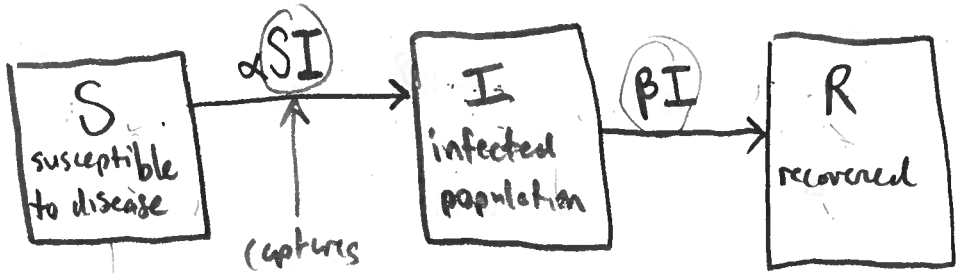 S
susceptible
to disease
αSI
captures
I
infected
population
βI
R
recovered